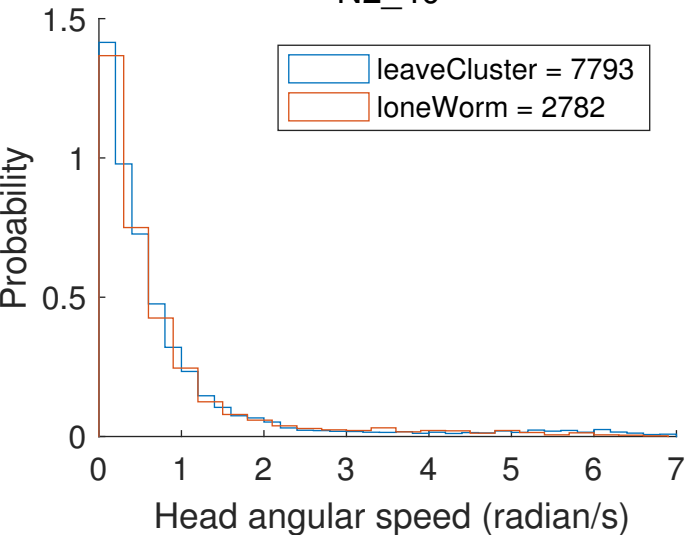 1.5
leaveCluster = 7793
loneWorm = 2782
1
Probability
0.5
0
0 1 2 3 4 5 6 7
Head angular speed (radian/s)